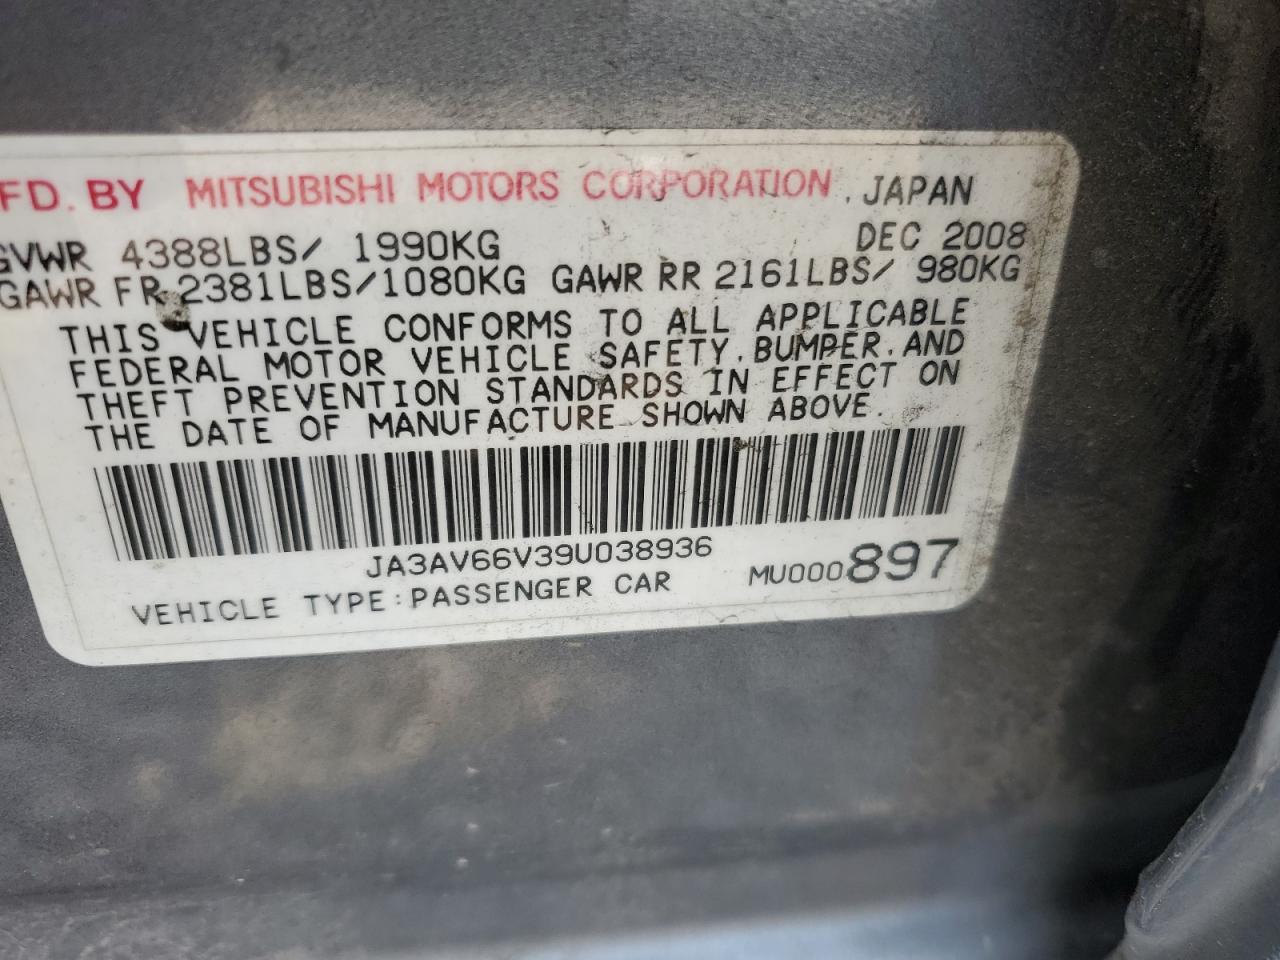 FD. BY MITSUBISHI MOTORS CORPORATION, JAPAN
GVWR 4388LBS/ 1990KG DEC 2008
GAWR FR 2381LBS/1080KG GAWR RR 2161LBS/ 980KG
THIS VEHICLE CONFORMS TO ALL APPLICABLE
FEDERAL MOTOR VEHICLE SAFETY, BUMPER, AND
THEFT PREVENTION STANDARDS IN EFFECT ON
THE DATE OF MANUFACTURE SHOWN ABOVE.
JA3AV66V39U038936
VEHICLE TYPE:PASSENGER CAR MU000897